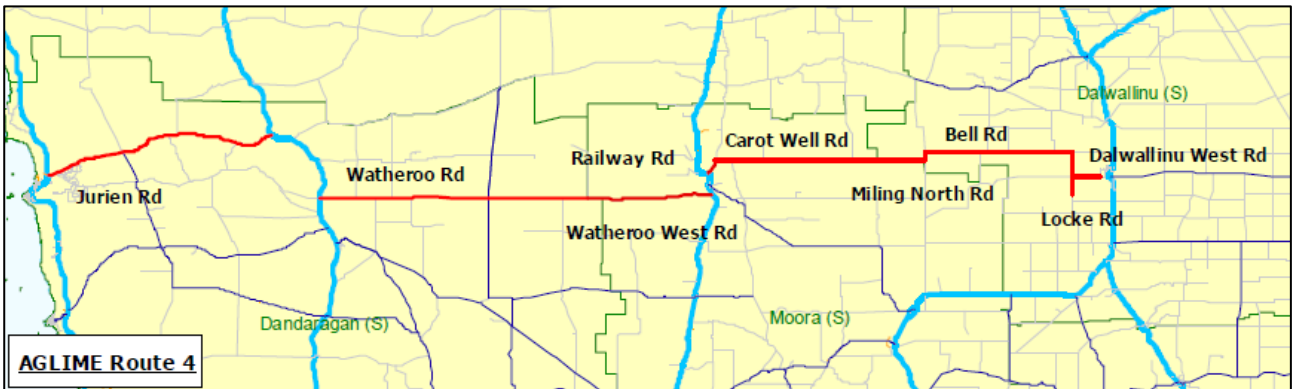 Dalwallinu (S)
Carot Well Rd
Bell Rd
Railway Rd
Dalwallinu West Rd
Watheroo Rd
Jurien Rd
Miling North Rd
Locke Rd
Watheroo West Rd
Dandaragan (S)
Moora (S)
AGLIME Route 4